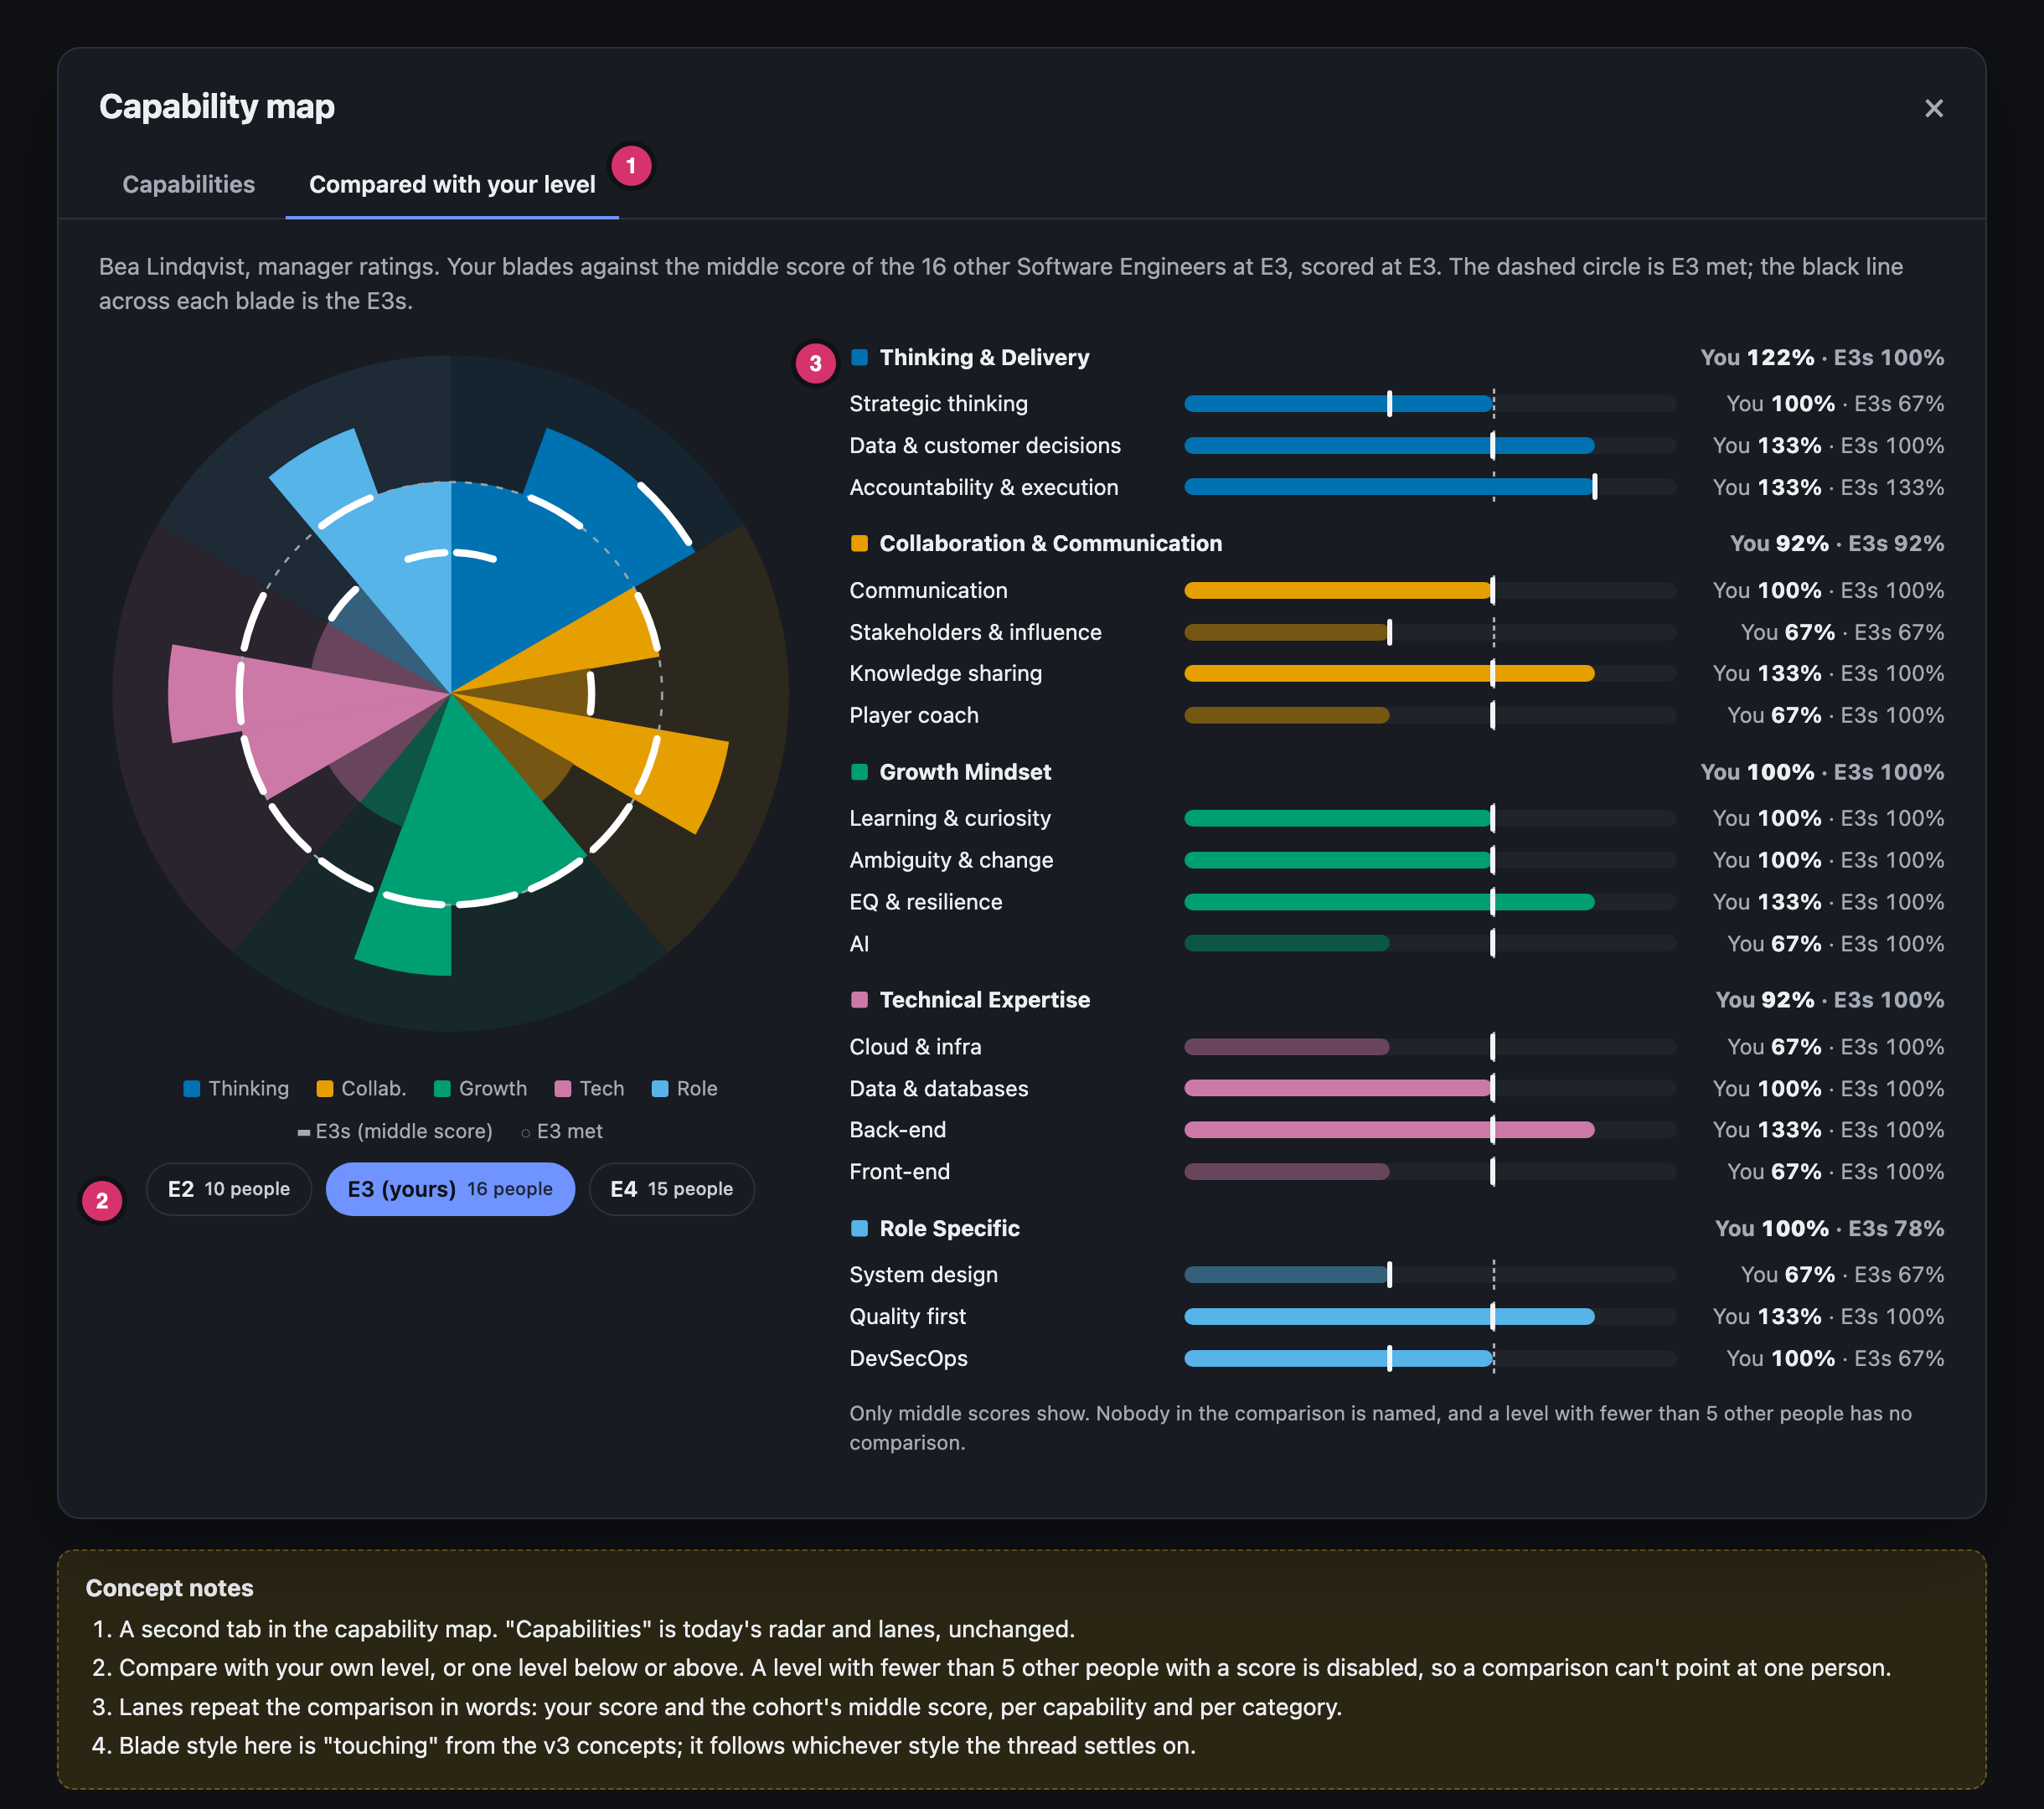 Capability map
×
Capabilities
Compared with your level
1
Bea Lindqvist, manager ratings. Your blades against the middle score of the 16 other Software Engineers at E3, scored at E3. The dashed circle is E3 met; the black line
across each blade is the E3s.
3
Thinking & Delivery You 122% · E3s 100%
Strategic thinking You 100% · E3s 67%
Data & customer decisions You 133% · E3s 100%
Accountability & execution You 133% · E3s 133%
Collaboration & Communication You 92% · E3s 92%
Communication You 100% · E3s 100%
Stakeholders & influence You 67% · E3s 67%
Knowledge sharing You 133% · E3s 100%
Player coach You 67% · E3s 100%
Growth Mindset You 100% · E3s 100%
Learning & curiosity You 100% · E3s 100%
Ambiguity & change You 100% · E3s 100%
EQ & resilience You 133% · E3s 100%
AI You 67% · E3s 100%
Technical Expertise You 92% · E3s 100%
Cloud & infra You 67% · E3s 100%
Data & databases You 100% · E3s 100%
Back-end You 133% · E3s 100%
Front-end You 67% · E3s 100%
Role Specific You 100% · E3s 78%
System design You 67% · E3s 67%
Quality first You 133% · E3s 100%
DevSecOps You 100% · E3s 67%
Only middle scores show. Nobody in the comparison is named, and a level with fewer than 5 other people has no
comparison.
Thinking Collab. Growth Tech Role
E3s (middle score) E3 met
2
E2 10 people E3 (yours) 16 people E4 15 people
Concept notes
1. A second tab in the capability map. "Capabilities" is today's radar and lanes, unchanged.
2. Compare with your own level, or one level below or above. A level with fewer than 5 other people with a score is disabled, so a comparison can't point at one person.
3. Lanes repeat the comparison in words: your score and the cohort's middle score, per capability and per category.
4. Blade style here is "touching" from the v3 concepts; it follows whichever style the thread settles on.